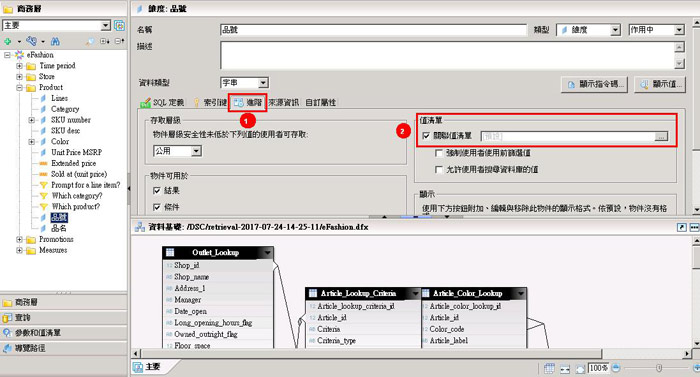 商務層
主要
eFashion
Time period
Store
Product
Lines
Category
SKU number
SKU desc
Color
Unit Price MSRP
Extended price
Sold at (unit price)
Prompt for a line item?
Which category?
Which product?
品號
品名
Promotions
Measures
商務層
查詢
參數和值清單
導覽路徑
維度: 品號
名稱
品號
類型
維度
作用中
描述
資料類型
字串
顯示指令碼...
顯示值...
SQL 定義
索引鍵
進階
來源資訊
自訂屬性
1
存取層級
物件層級安全性未低於下列值的使用者可存取:
公用
物件可用於
結果
條件
2
值清單
關聯值清單
[預設]
...
強制使用者使用前篩選值
允許使用者搜尋資料庫的值
顯示
使用下方按鈕附加、編輯與移除此物件的顯示格式。依預設，物件沒有格
資料基礎: /DSC/retrieval-2017-07-24-14-25-11/eFashion.dfx
Outlet_Lookup
Shop_id
Shop_name
Address_1
Manager
Date_open
Long_opening_hours_flag
Owned_outright_flag
Floor_space
Article_Lookup_Criteria
Article_lookup_criteria_id
Article_id
Criteria
Criteria_type
Article_Color_Lookup
Article_color_lookup_id
Article_id
Color_code
Article_label
主要
100%